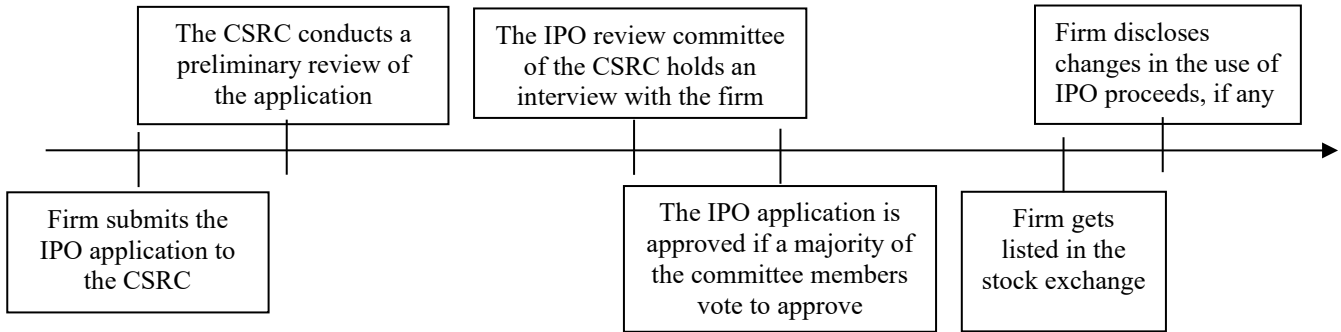 The CSRC conducts a
preliminary review of
the application
The IPO review committee
of the CSRC holds an
interview with the firm
Firm discloses
changes in the use of
IPO proceeds, if any
Firm submits the
IPO application to
the CSRC
The IPO application is
approved if a majority of
the committee members
vote to approve
Firm gets
listed in the
stock exchange